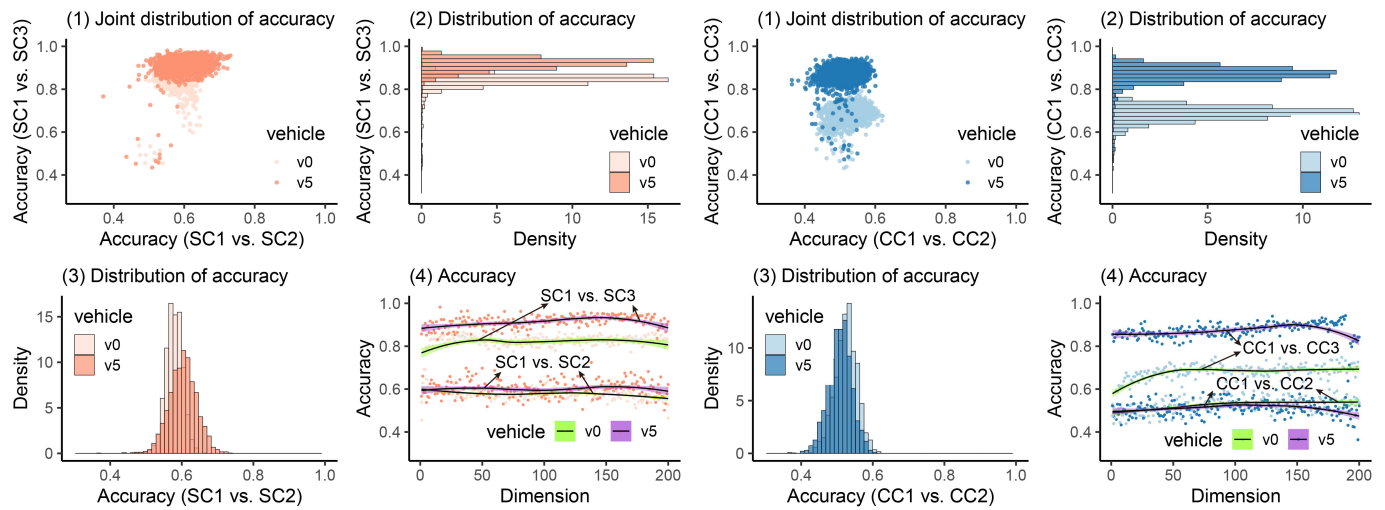 (1) Joint distribution of accuracy
Accuracy (SC1 vs. SC3)
1.0
0.8
0.6
0.4
vehicle
v0
v5
0.4 0.6 0.8 1.0
Accuracy (SC1 vs. SC2)
(2) Distribution of accuracy
Accuracy (SC1 vs. SC3)
1.0
0.8
0.6
0.4
vehicle
v0
v5
0 5 10 15
Density
(1) Joint distribution of accuracy
Accuracy (CC1 vs. CC3)
1.0
0.8
0.6
0.4
vehicle
v0
v5
0.4 0.6 0.8 1.0
Accuracy (CC1 vs. CC2)
(2) Distribution of accuracy
Accuracy (CC1 vs. CC3)
1.0
0.8
0.6
0.4
vehicle
v0
v5
0 5 10
Density
(3) Distribution of accuracy
Density
15
10
5
0
vehicle
v0
v5
0.4 0.6 0.8 1.0
Accuracy (SC1 vs. SC2)
(4) Accuracy
Accuracy
1.0
0.8
0.6
0.4
SC1 vs. SC3
SC1 vs. SC2
vehicle v0 v5
0 50 100 150 200
Dimension
(3) Distribution of accuracy
Density
10
5
0
vehicle
v0
v5
0.4 0.6 0.8 1.0
Accuracy (CC1 vs. CC2)
(4) Accuracy
Accuracy
1.0
0.8
0.6
0.4
CC1 vs. CC3
CC1 vs. CC2
vehicle v0 v5
0 50 100 150 200
Dimension